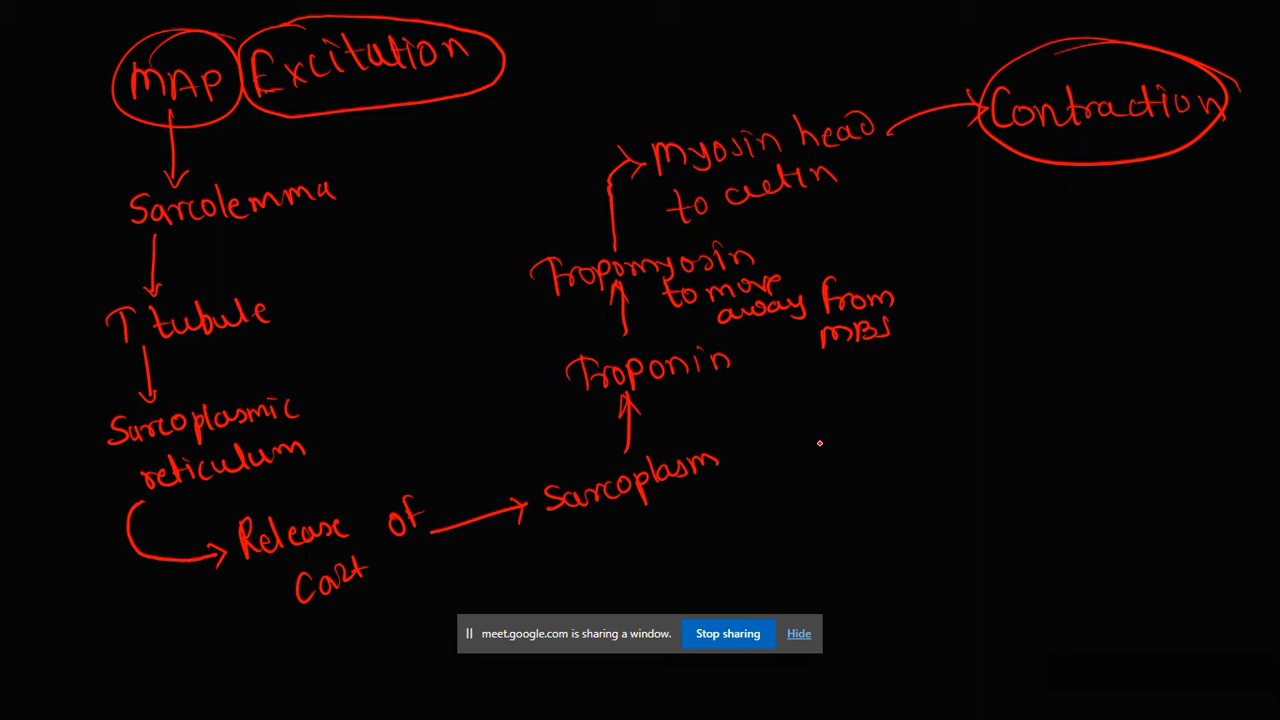 MAP Excitation
Sarcolemma
T tubule
Sarcoplasmic
reticulum
Release of
Ca2+
Sarcoplasm
Troponin
Tropomyosin
to move
away from
MBS
Myosin head
to actin
Contraction
meet.google.com is sharing a window. Stop sharing Hide